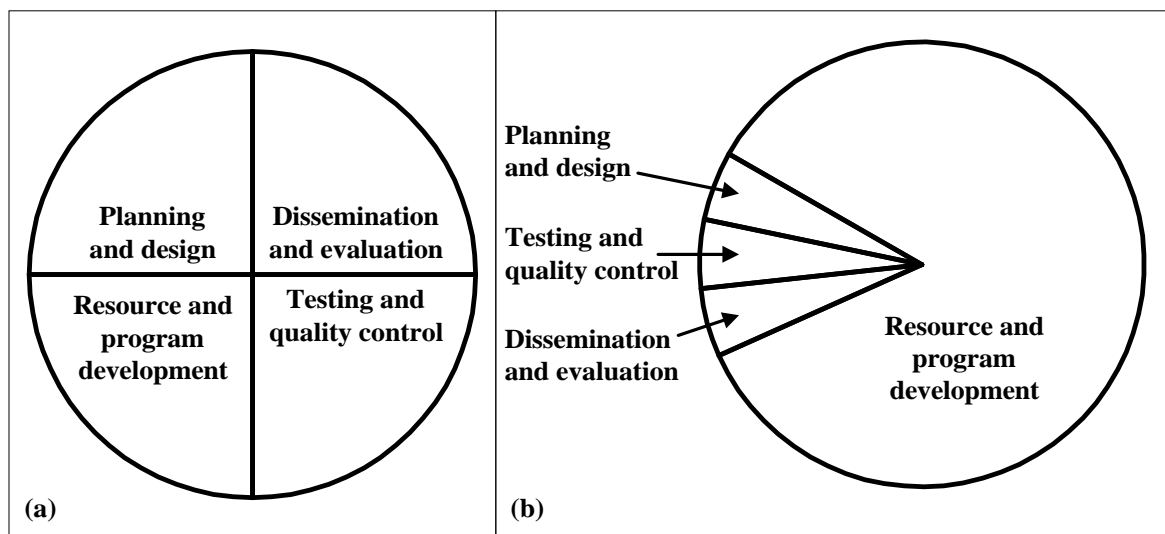 Planning
and design
Dissemination
and evaluation
Resource and
program
development
Testing and
quality control
(a)
Planning
and design
Testing and
quality control
Dissemination
and evaluation
Resource and
program
development
(b)